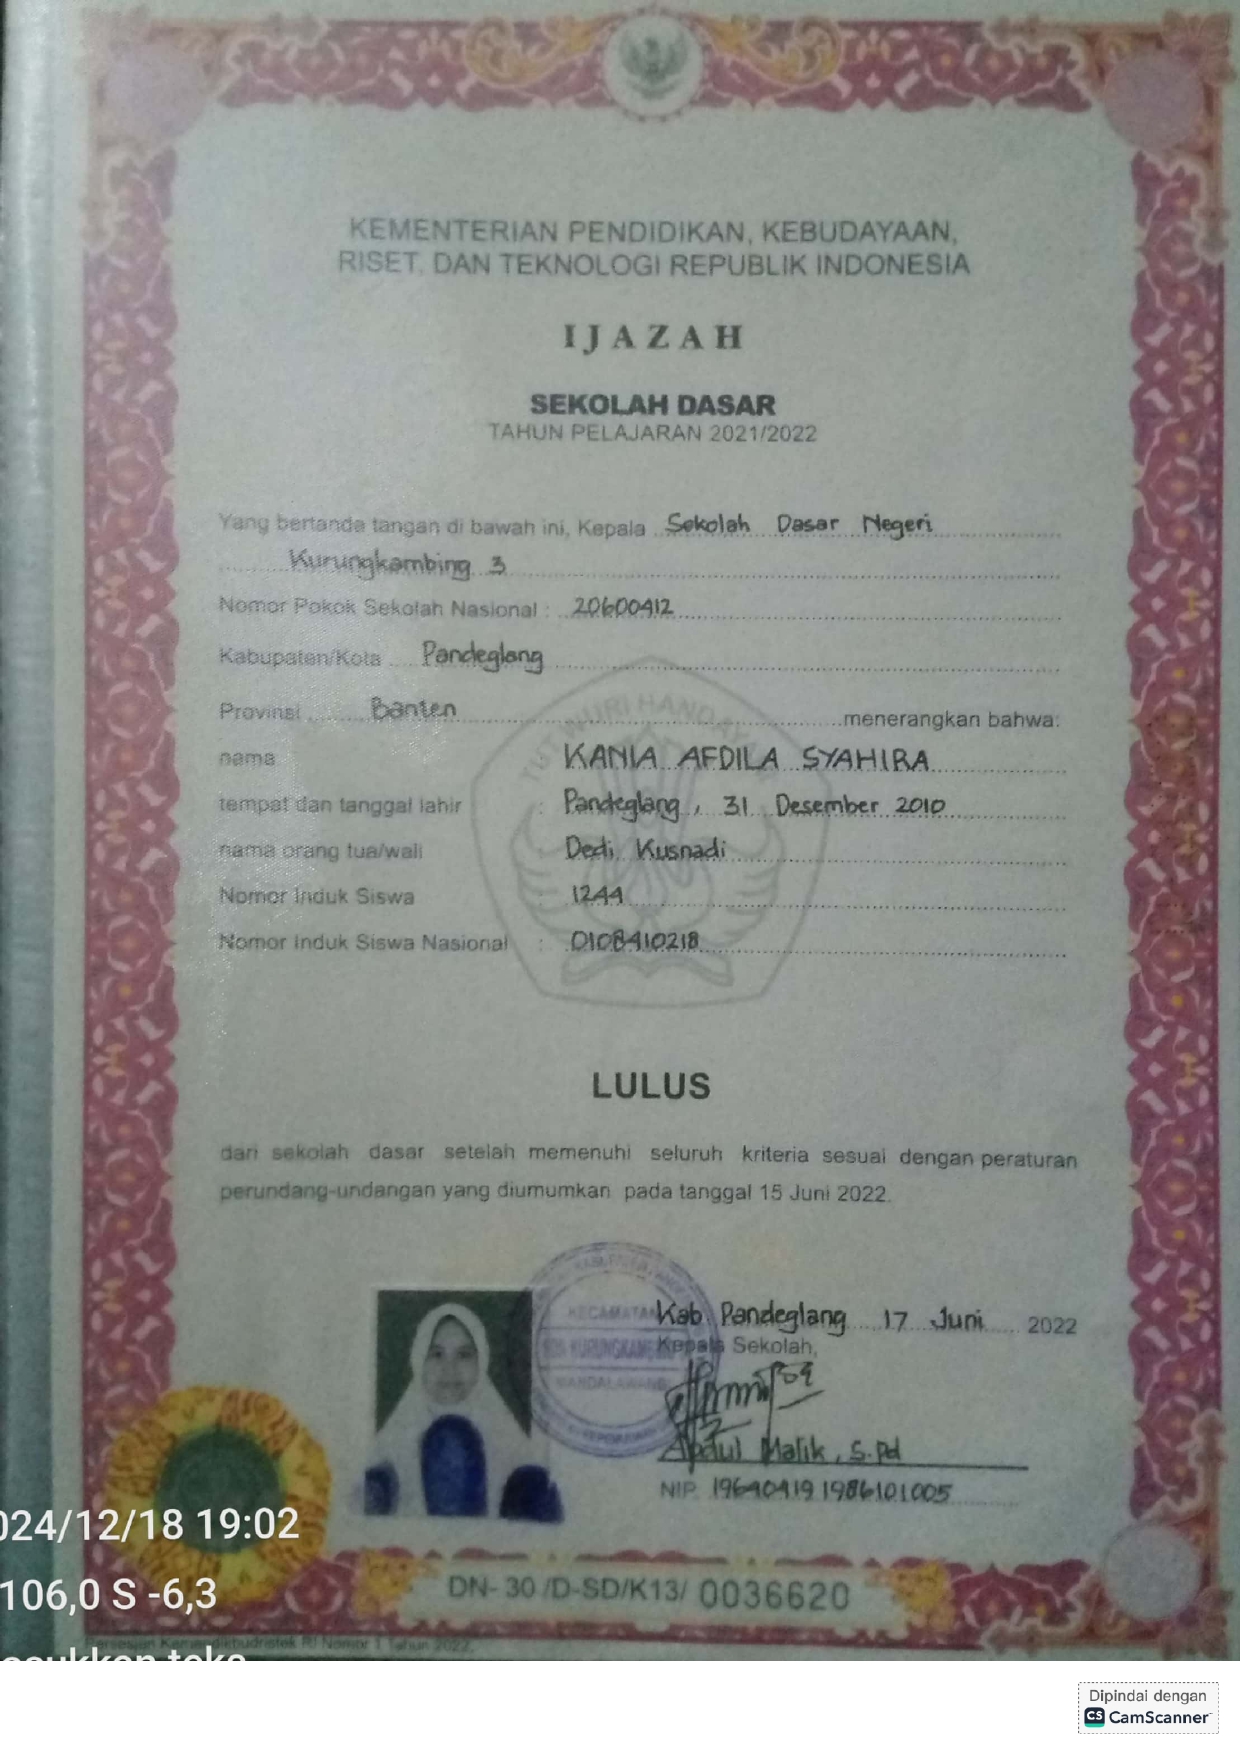 KEMENTERIAN PENDIDIKAN, KEBUDAYAAN,
RISET, DAN TEKNOLOGI REPUBLIK INDONESIA
IJAZAH
SEKOLAH DASAR
TAHUN PELAJARAN 2021/2022
Yang bertanda tangan di bawah ini, Kepala Sekolah Dasar Negeri
Kurungkambing 3
Nomor Pokok Sekolah Nasional : 20600412
Kabupaten/Kota Pandeglang
Provinsi Banten menerangkan bahwa:
nama KANIA AFDILA SYAHIRA
tempat dan tanggal lahir : Pandeglang, 31 Desember 2010
nama orang tua/wali Dedi Kusnadi
Nomor Induk Siswa : 1244
Nomor Induk Siswa Nasional : 0108410218
TUT WURI HANDAY
LULUS
dari sekolah dasar setelah memenuhi seluruh kriteria sesuai dengan peraturan
perundang-undangan yang diumumkan pada tanggal 15 Juni 2022.
KECAMATAN
MANDALAWANGI
Kab. Pandeglang 17 Juni 2022
Kepala Sekolah,
Abdul Malik, S.Pd
NIP 196404191986101005
024/12/18 19:02
106,0 S -6,3
DN- 30 /D-SD/K13/ 0036620
Nomor 1 Tahun 2022
Dipindai dengan
CS CamScanner